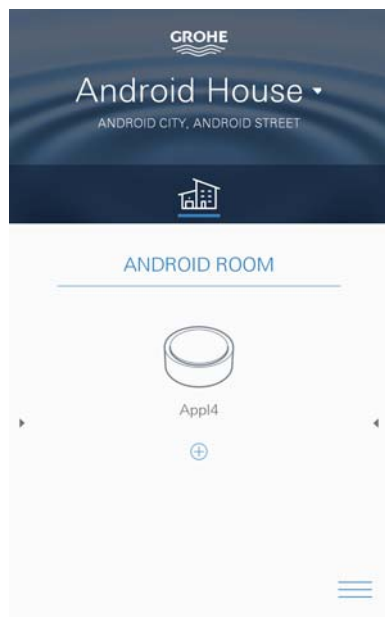 GROHE
Android House
ANDROID CITY, ANDROID STREET
ANDROID ROOM
Appl4